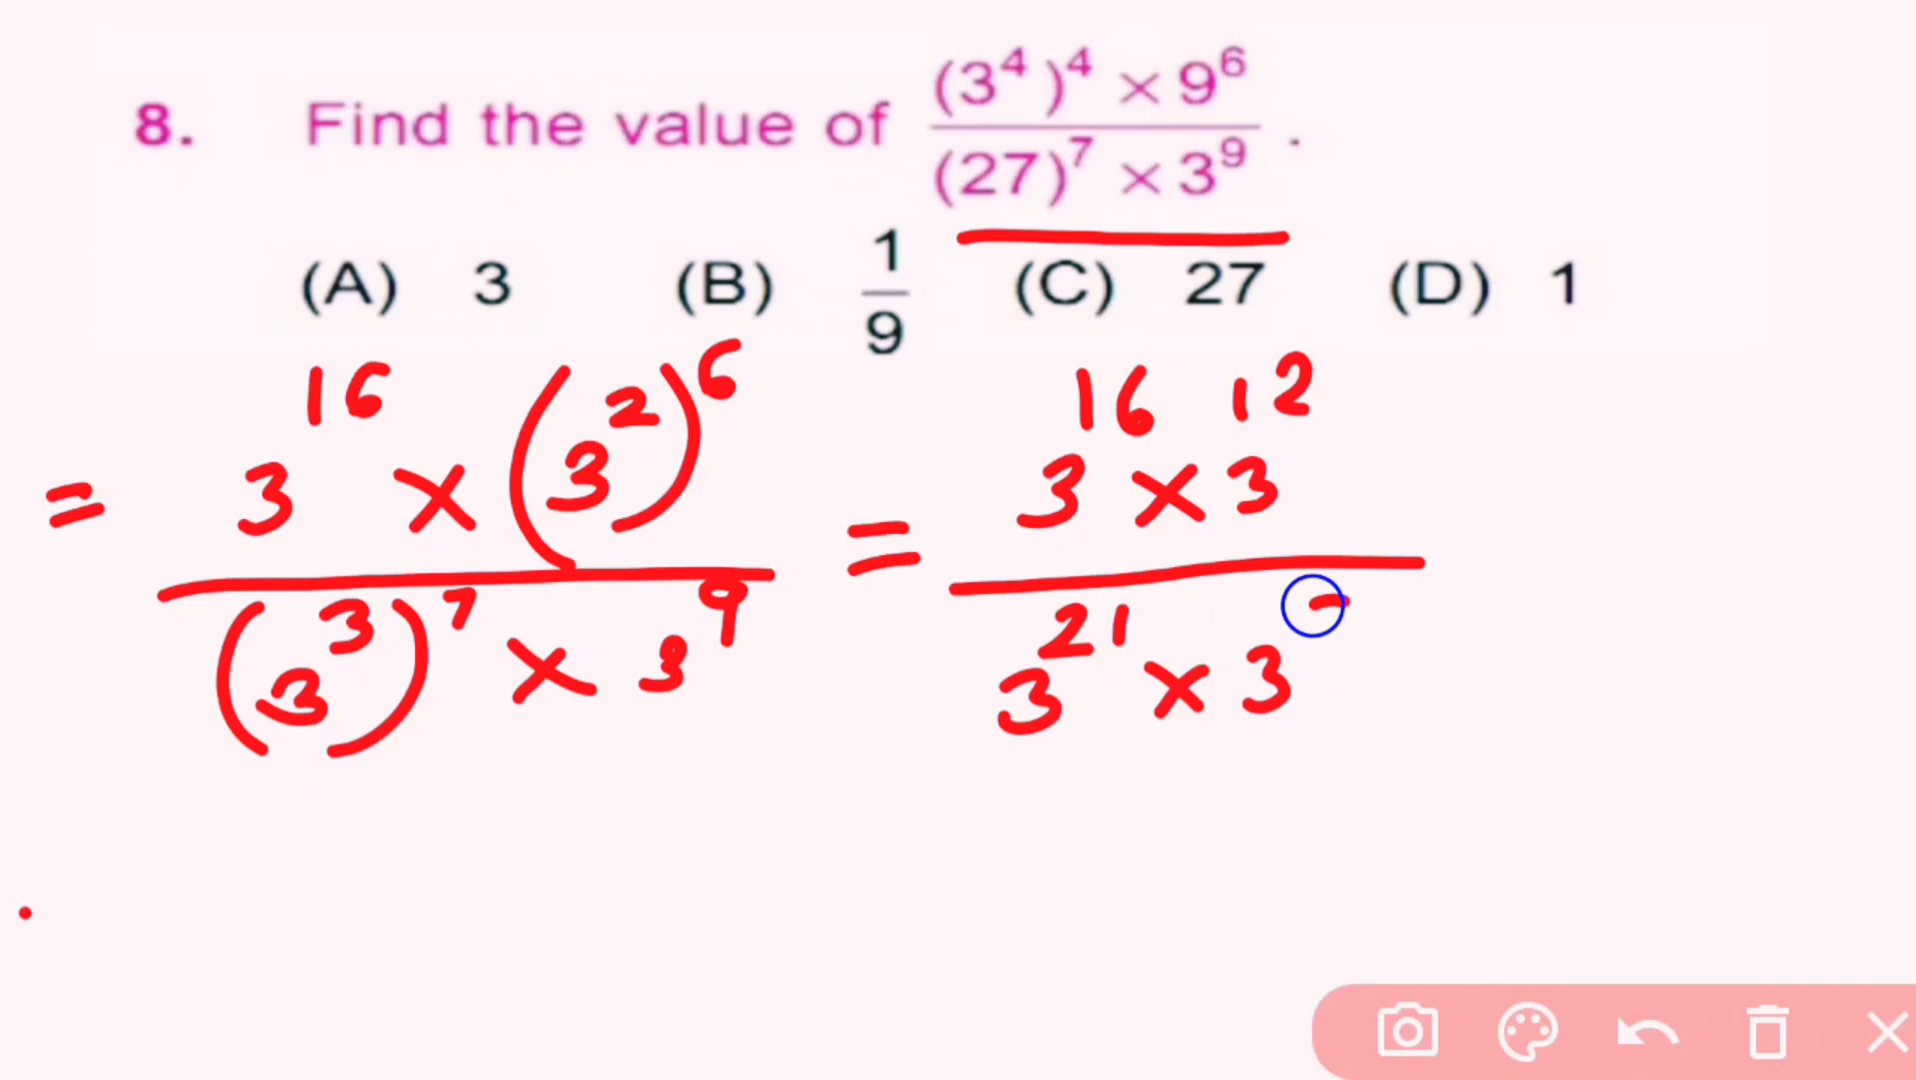 8. Find the value of (3⁴)⁴ × 9⁶ / (27)⁷ × 3⁹ .
(A) 3 (B) 1/9 (C) 27 (D) 1
= 3¹⁶ × (3²)⁶ / (3³)⁷ × 3⁹ = 3¹⁶ × 3¹² / 3²¹ × 3